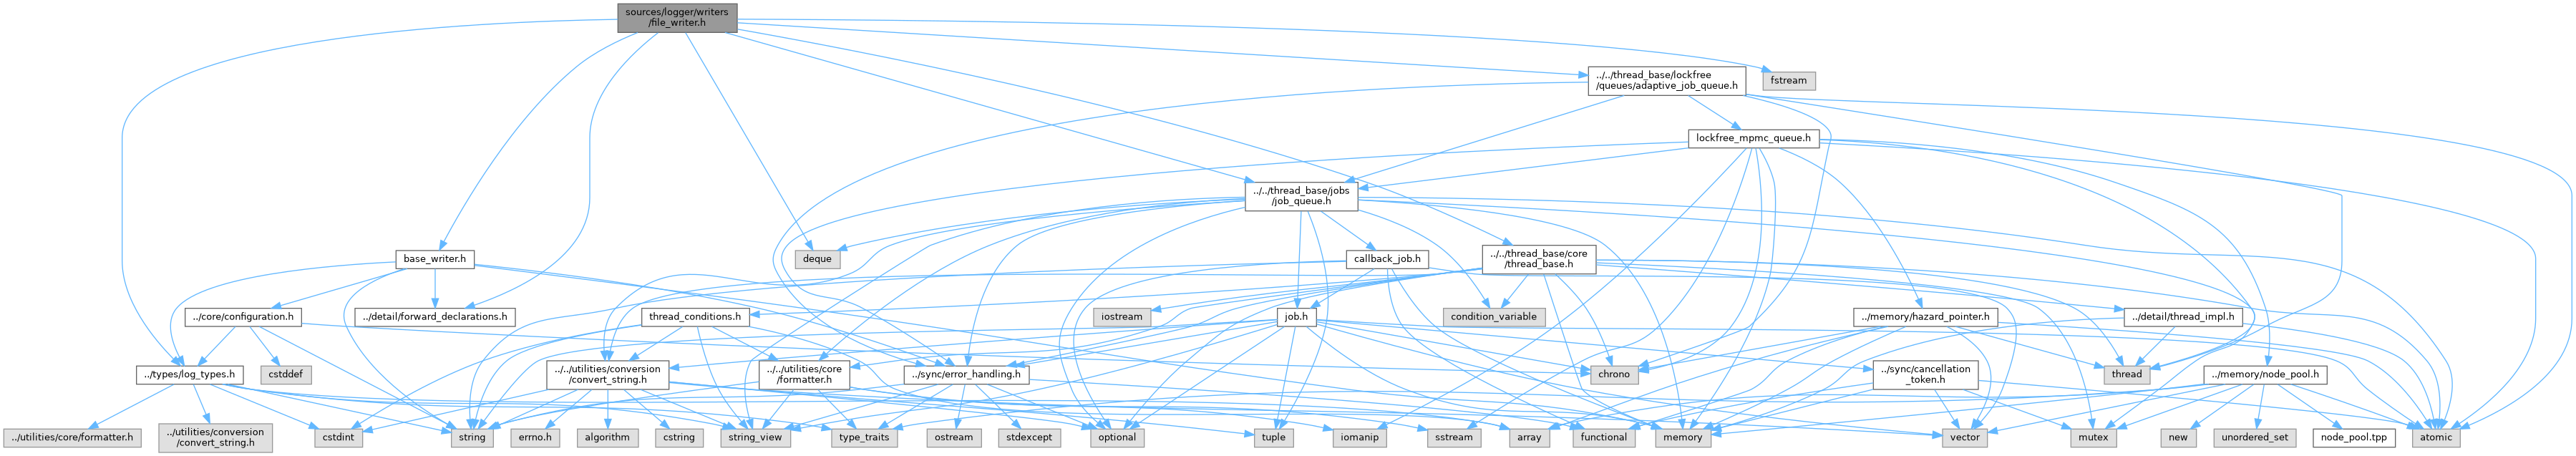 sources/logger/writers
/file_writer.h
../../thread_base/lockfree
/queues/adaptive_job_queue.h
fstream
lockfree_mpmc_queue.h
../../thread_base/jobs
/job_queue.h
base_writer.h
deque
callback_job.h
../../thread_base/core
/thread_base.h
../core/configuration.h
../detail/forward_declarations.h
thread_conditions.h
iostream
job.h
condition_variable
../memory/hazard_pointer.h
../detail/thread_impl.h
../types/log_types.h
cstddef
../../utilities/conversion
/convert_string.h
../../utilities/core
/formatter.h
../sync/error_handling.h
chrono
../sync/cancellation
_token.h
thread
../memory/node_pool.h
../utilities/core/formatter.h
../utilities/conversion
/convert_string.h
cstdint
string
errno.h
algorithm
cstring
string_view
type_traits
ostream
stdexcept
optional
tuple
iomanip
sstream
array
functional
memory
vector
mutex
new
unordered_set
node_pool.tpp
atomic